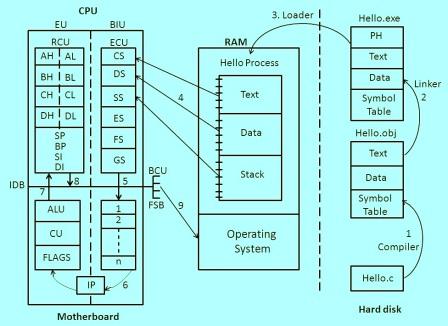 CPU
EU
BIU
RCU
ECU
AH
AL
BH
BL
CH
CL
DH
DL
SP
BP
SI
DI
CS
DS
SS
ES
FS
GS
IDB
7
8
5
BCU
FSB
9
ALU
CU
FLAGS
1
2
n
IP
6
Motherboard
RAM
Hello Process
Text
Data
Stack
4
Operating
System
3. Loader
Hello.exe
PH
Text
Data
Symbol
Table
Linker
2
Hello.obj
Text
Data
Symbol
Table
1
Compiler
Hello.c
Hard disk